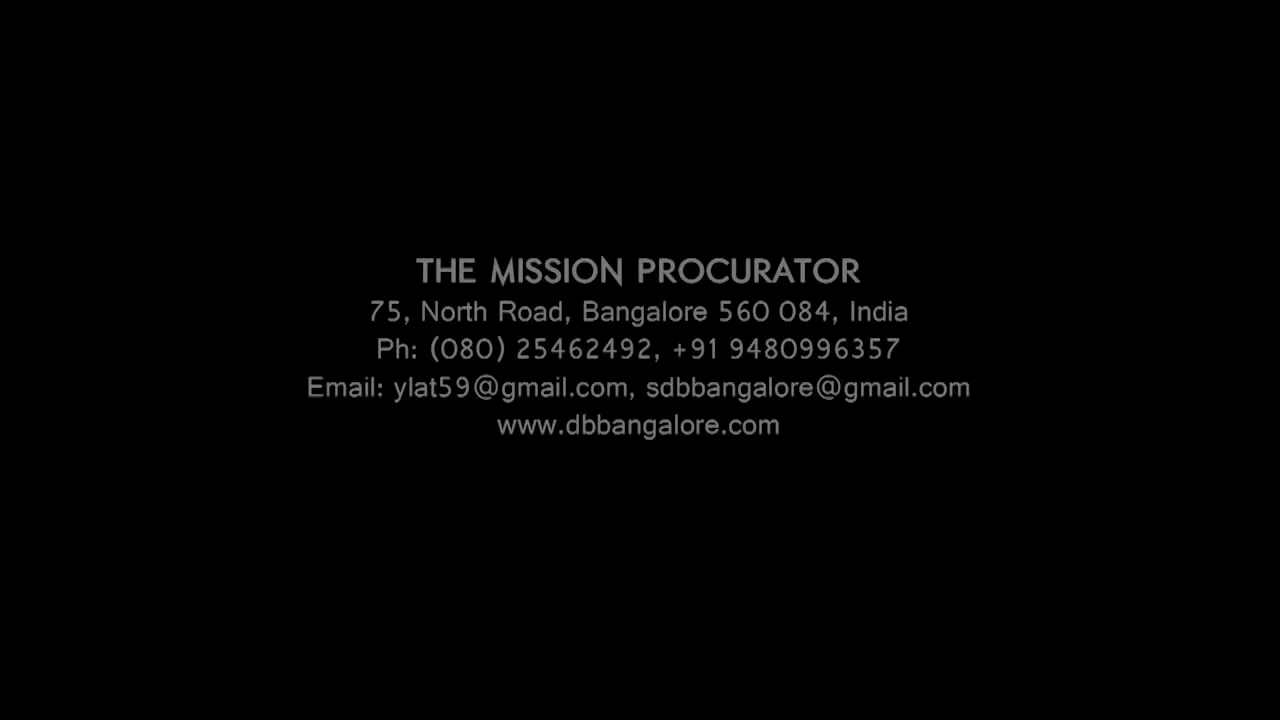 THE MISSION PROCURATOR
75, North Road, Bangalore 560 084, India
Ph: (080) 25462492, +91 9480996357
Email: ylat59@gmail.com, sdbbangalore@gmail.com
www.dbbangalore.com